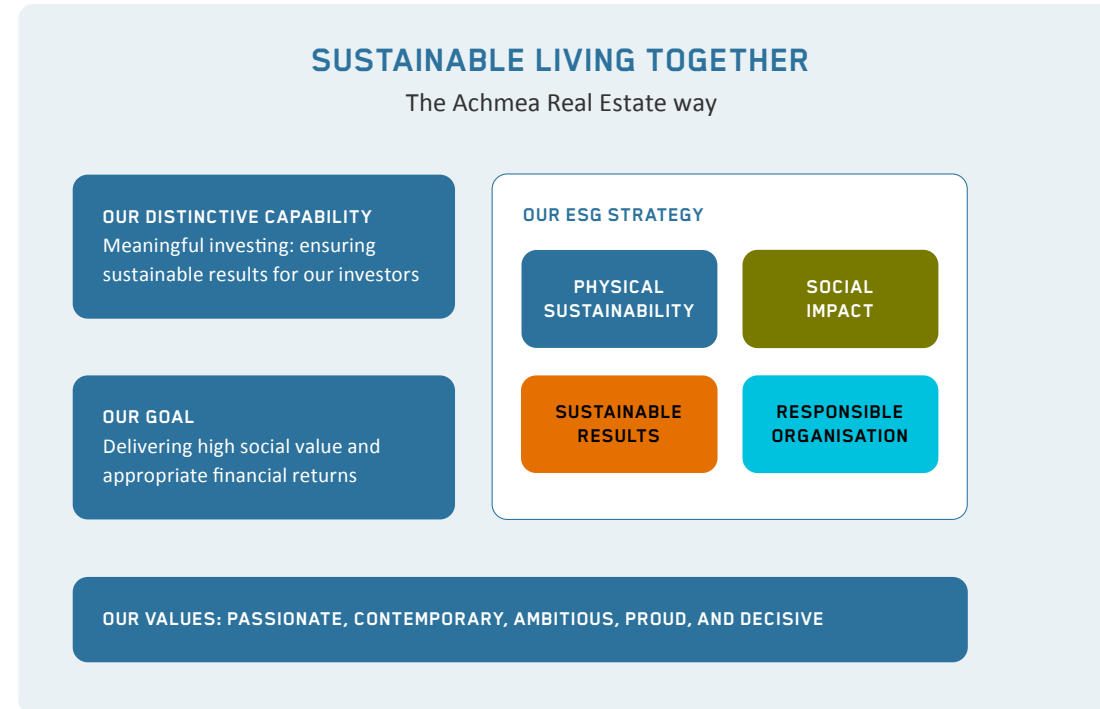 SUSTAINABLE LIVING TOGETHER
The Achmea Real Estate way
OUR DISTINCTIVE CAPABILITY
Meaningful investing: ensuring
sustainable results for our investors
OUR GOAL
Delivering high social value and
appropriate financial returns
OUR ESG STRATEGY
PHYSICAL
SUSTAINABILITY
SOCIAL
IMPACT
SUSTAINABLE
RESULTS
RESPONSIBLE
ORGANISATION
OUR VALUES: PASSIONATE, CONTEMPORARY, AMBITIOUS, PROUD, AND DECISIVE